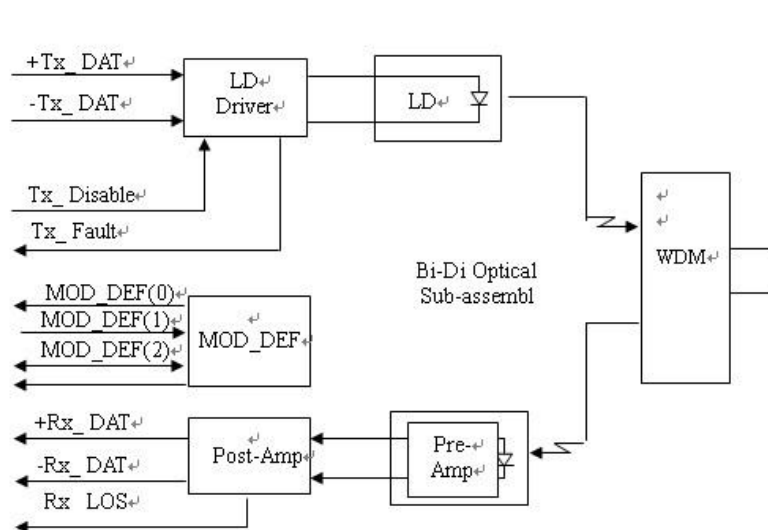 +Tx_ DAT
LD
Driver
-Tx_ DAT
LD
Tx_ Disable
Tx_ Fault
WDM
Bi-Di Optical
Sub-assembl
MOD_DEF(0)
MOD_DEF(1)
MOD_DEF(2)
MOD_DEF
+Rx_ DAT
-Rx_ DAT
Rx LOS
Post-Amp
Pre-
Amp